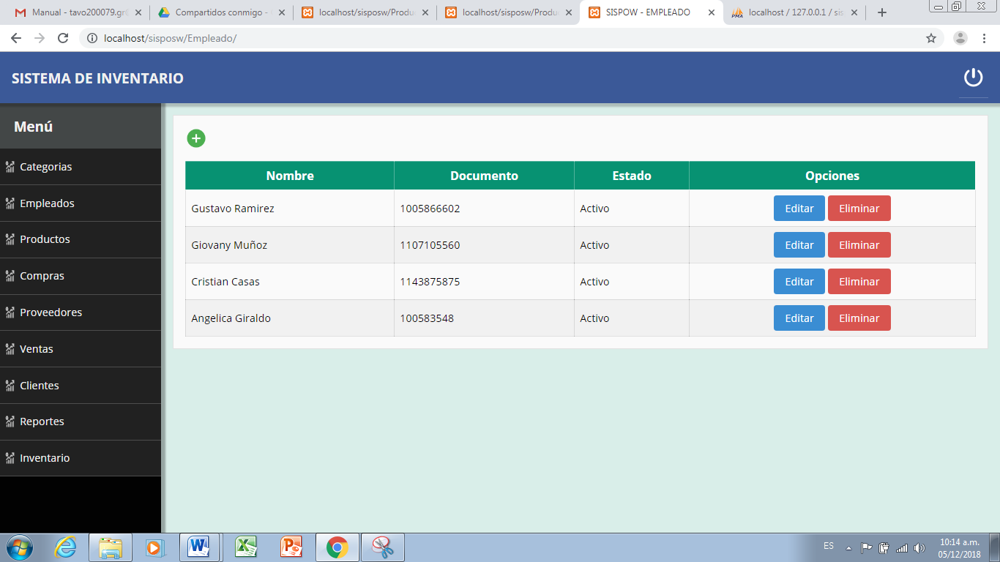 Manual - tavo200079.gr
Compartidos conmigo -
localhost/sisposw/Produ
localhost/sisposw/Produ
SISPOW - EMPLEADO
localhost / 127.0.0.1 / sis
localhost/sisposw/Empleado/
SISTEMA DE INVENTARIO
Menú
Categorias
Empleados
Productos
Compras
Proveedores
Ventas
Clientes
Reportes
Inventario
Nombre Documento Estado Opciones
Gustavo Ramirez 1005866602 Activo Editar Eliminar
Giovany Muñoz 1107105560 Activo Editar Eliminar
Cristian Casas 1143875875 Activo Editar Eliminar
Angelica Giraldo 100583548 Activo Editar Eliminar
ES
10:14 a.m.
05/12/2018